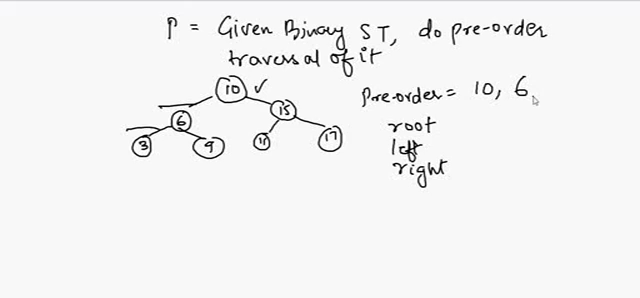 P = Given Binary ST, do pre-order
traversal of it
10
Pre-order = 10, 6,
15
6
root
3
9
11
17
left
right